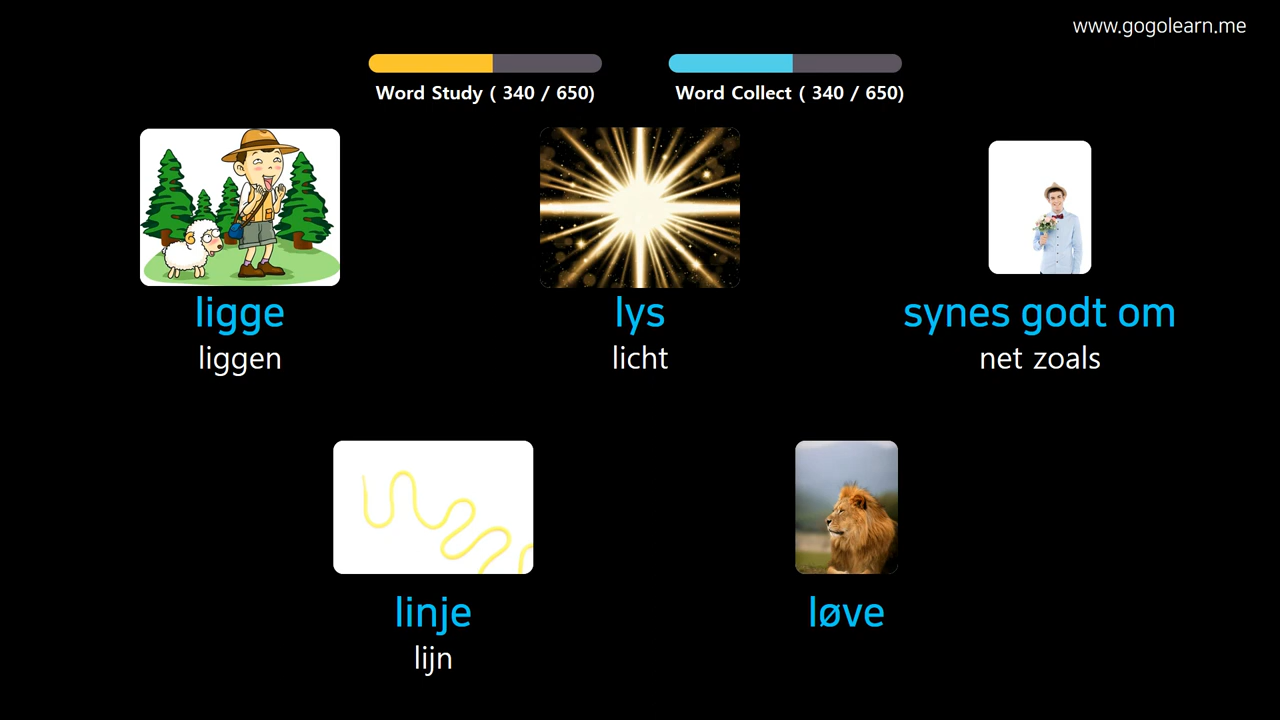 www.gogolearn.me
Word Study ( 340 / 650)
Word Collect ( 340 / 650)
ligge
liggen
lys
licht
synes godt om
net zoals
linje
lijn
løve